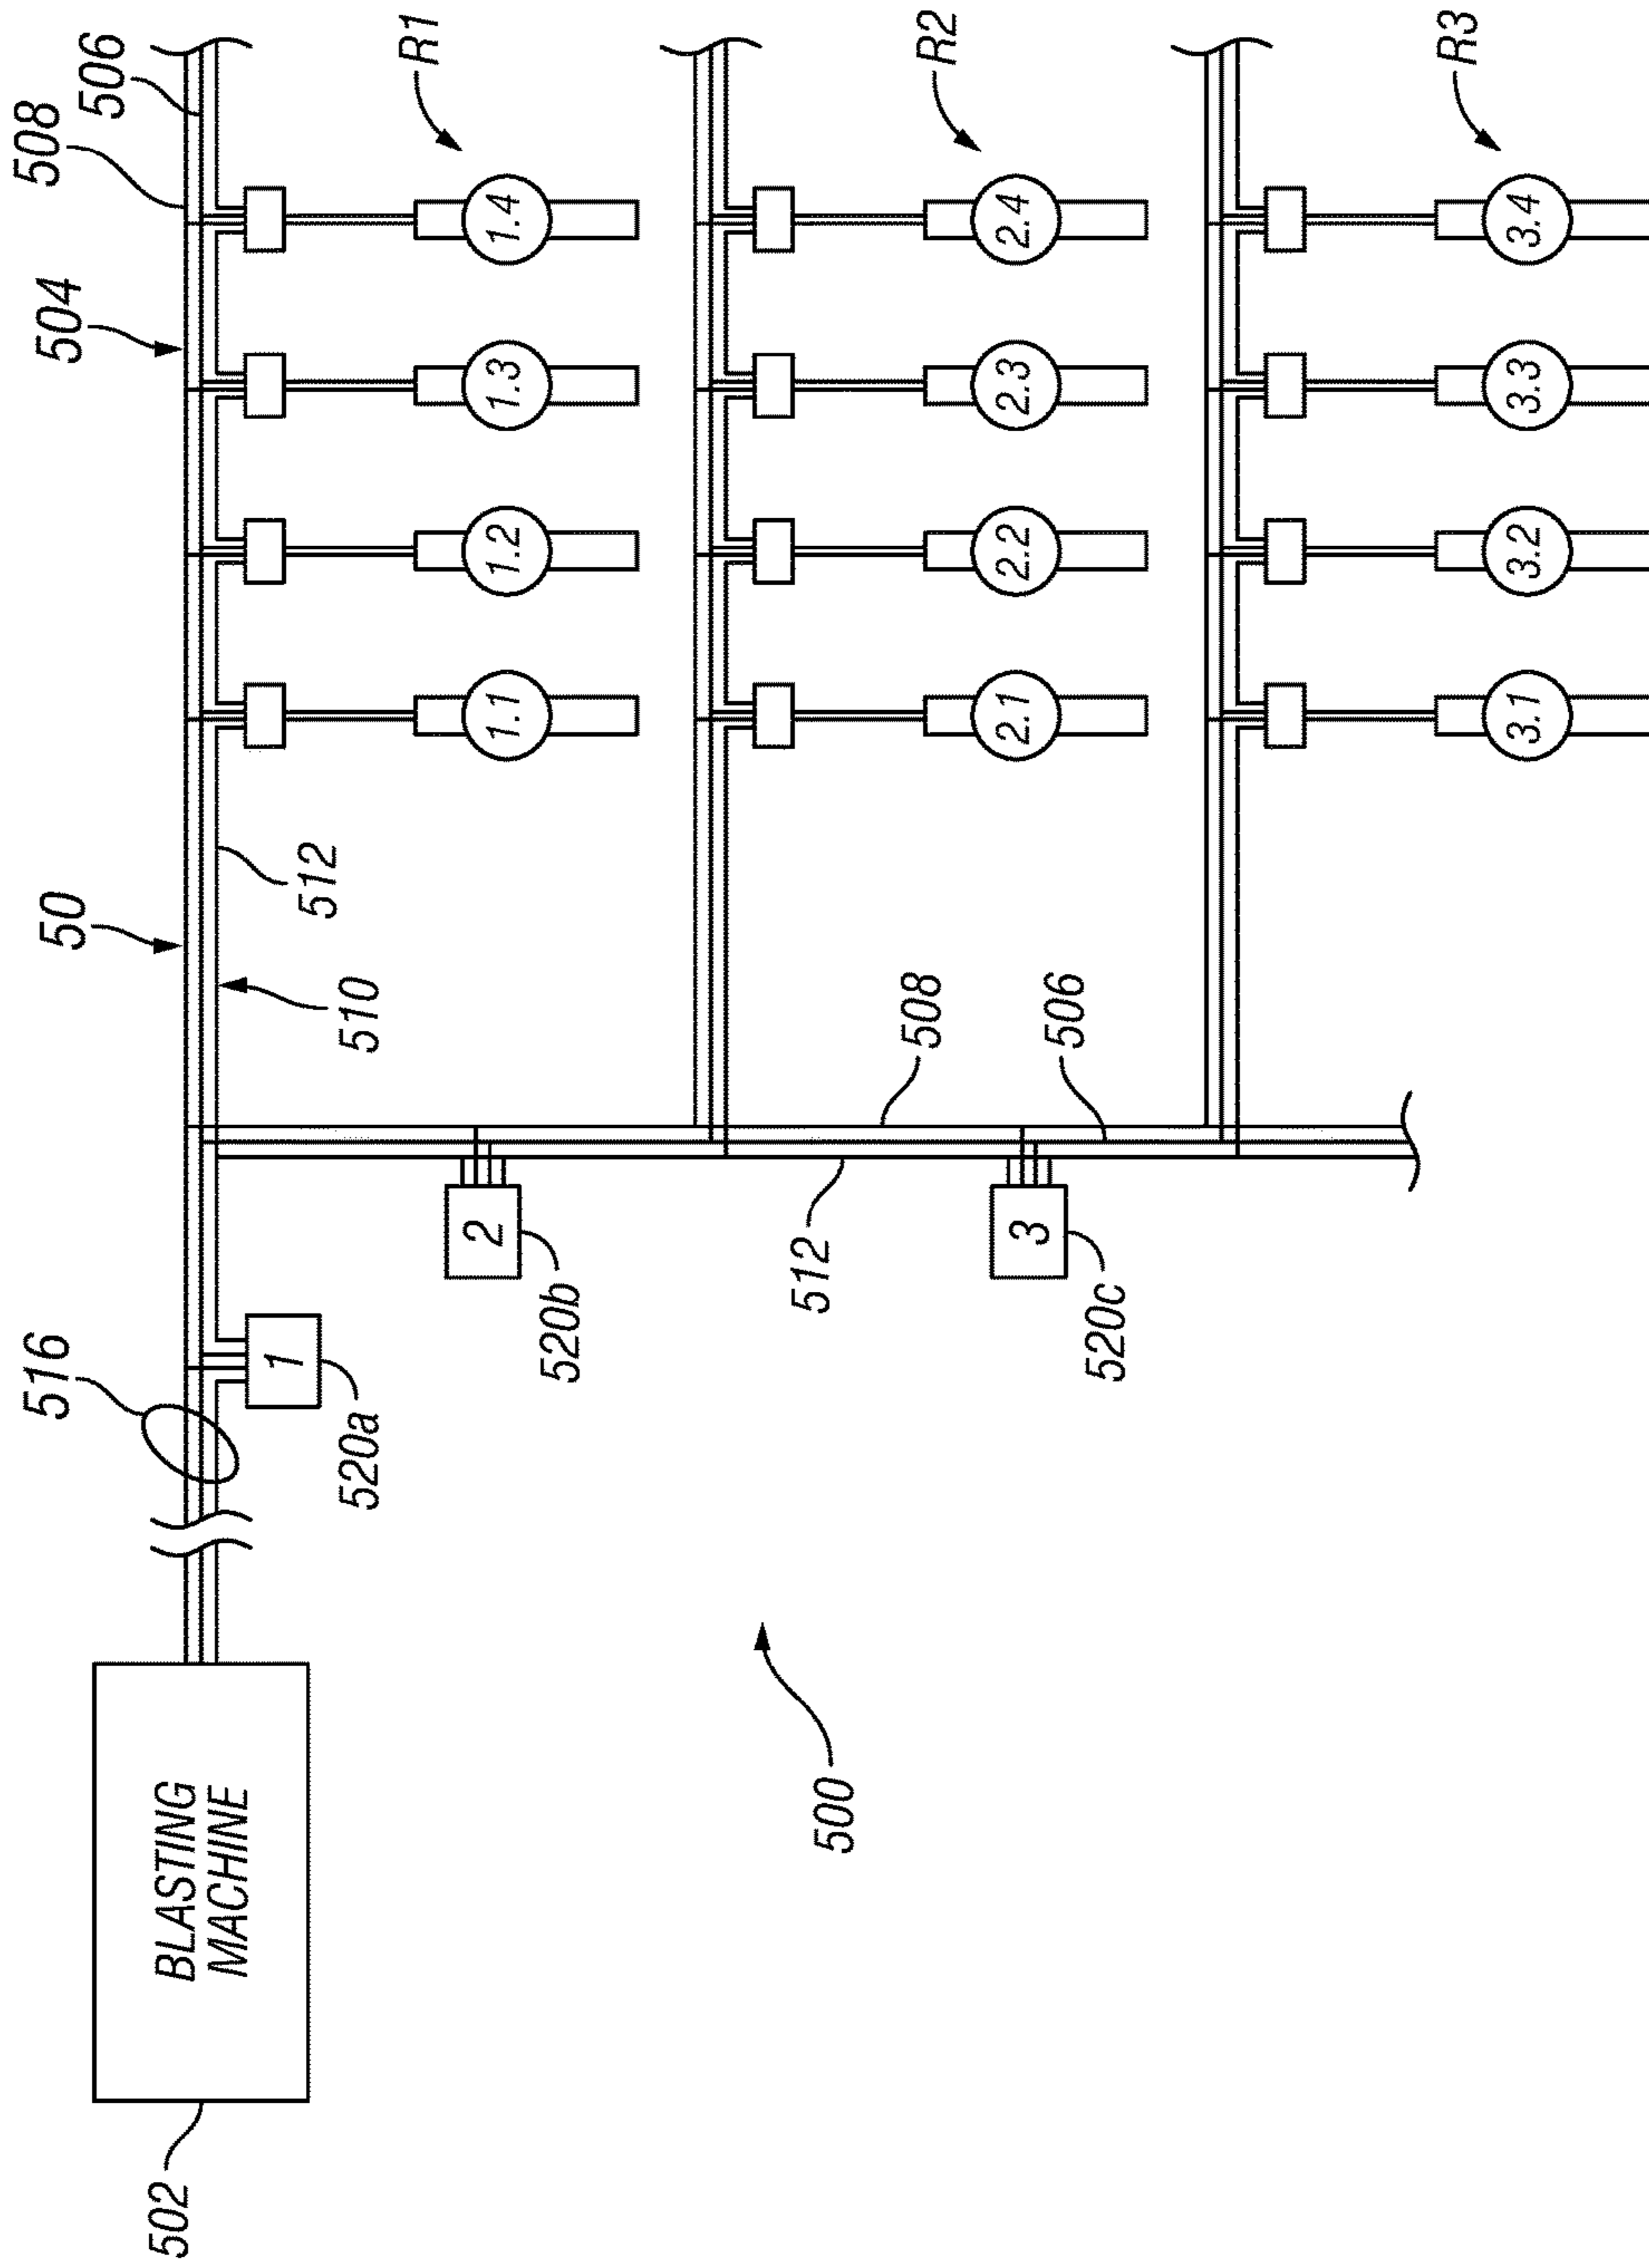 516
50
504
508
506
502
BLASTING
MACHINE
1
512
520a
510
R1
2
1.1 1.2 1.3 1.4
520b
512
500
508
R2
2.1 2.2 2.3 2.4
3
506
520c
R3
3.1 3.2 3.3 3.4